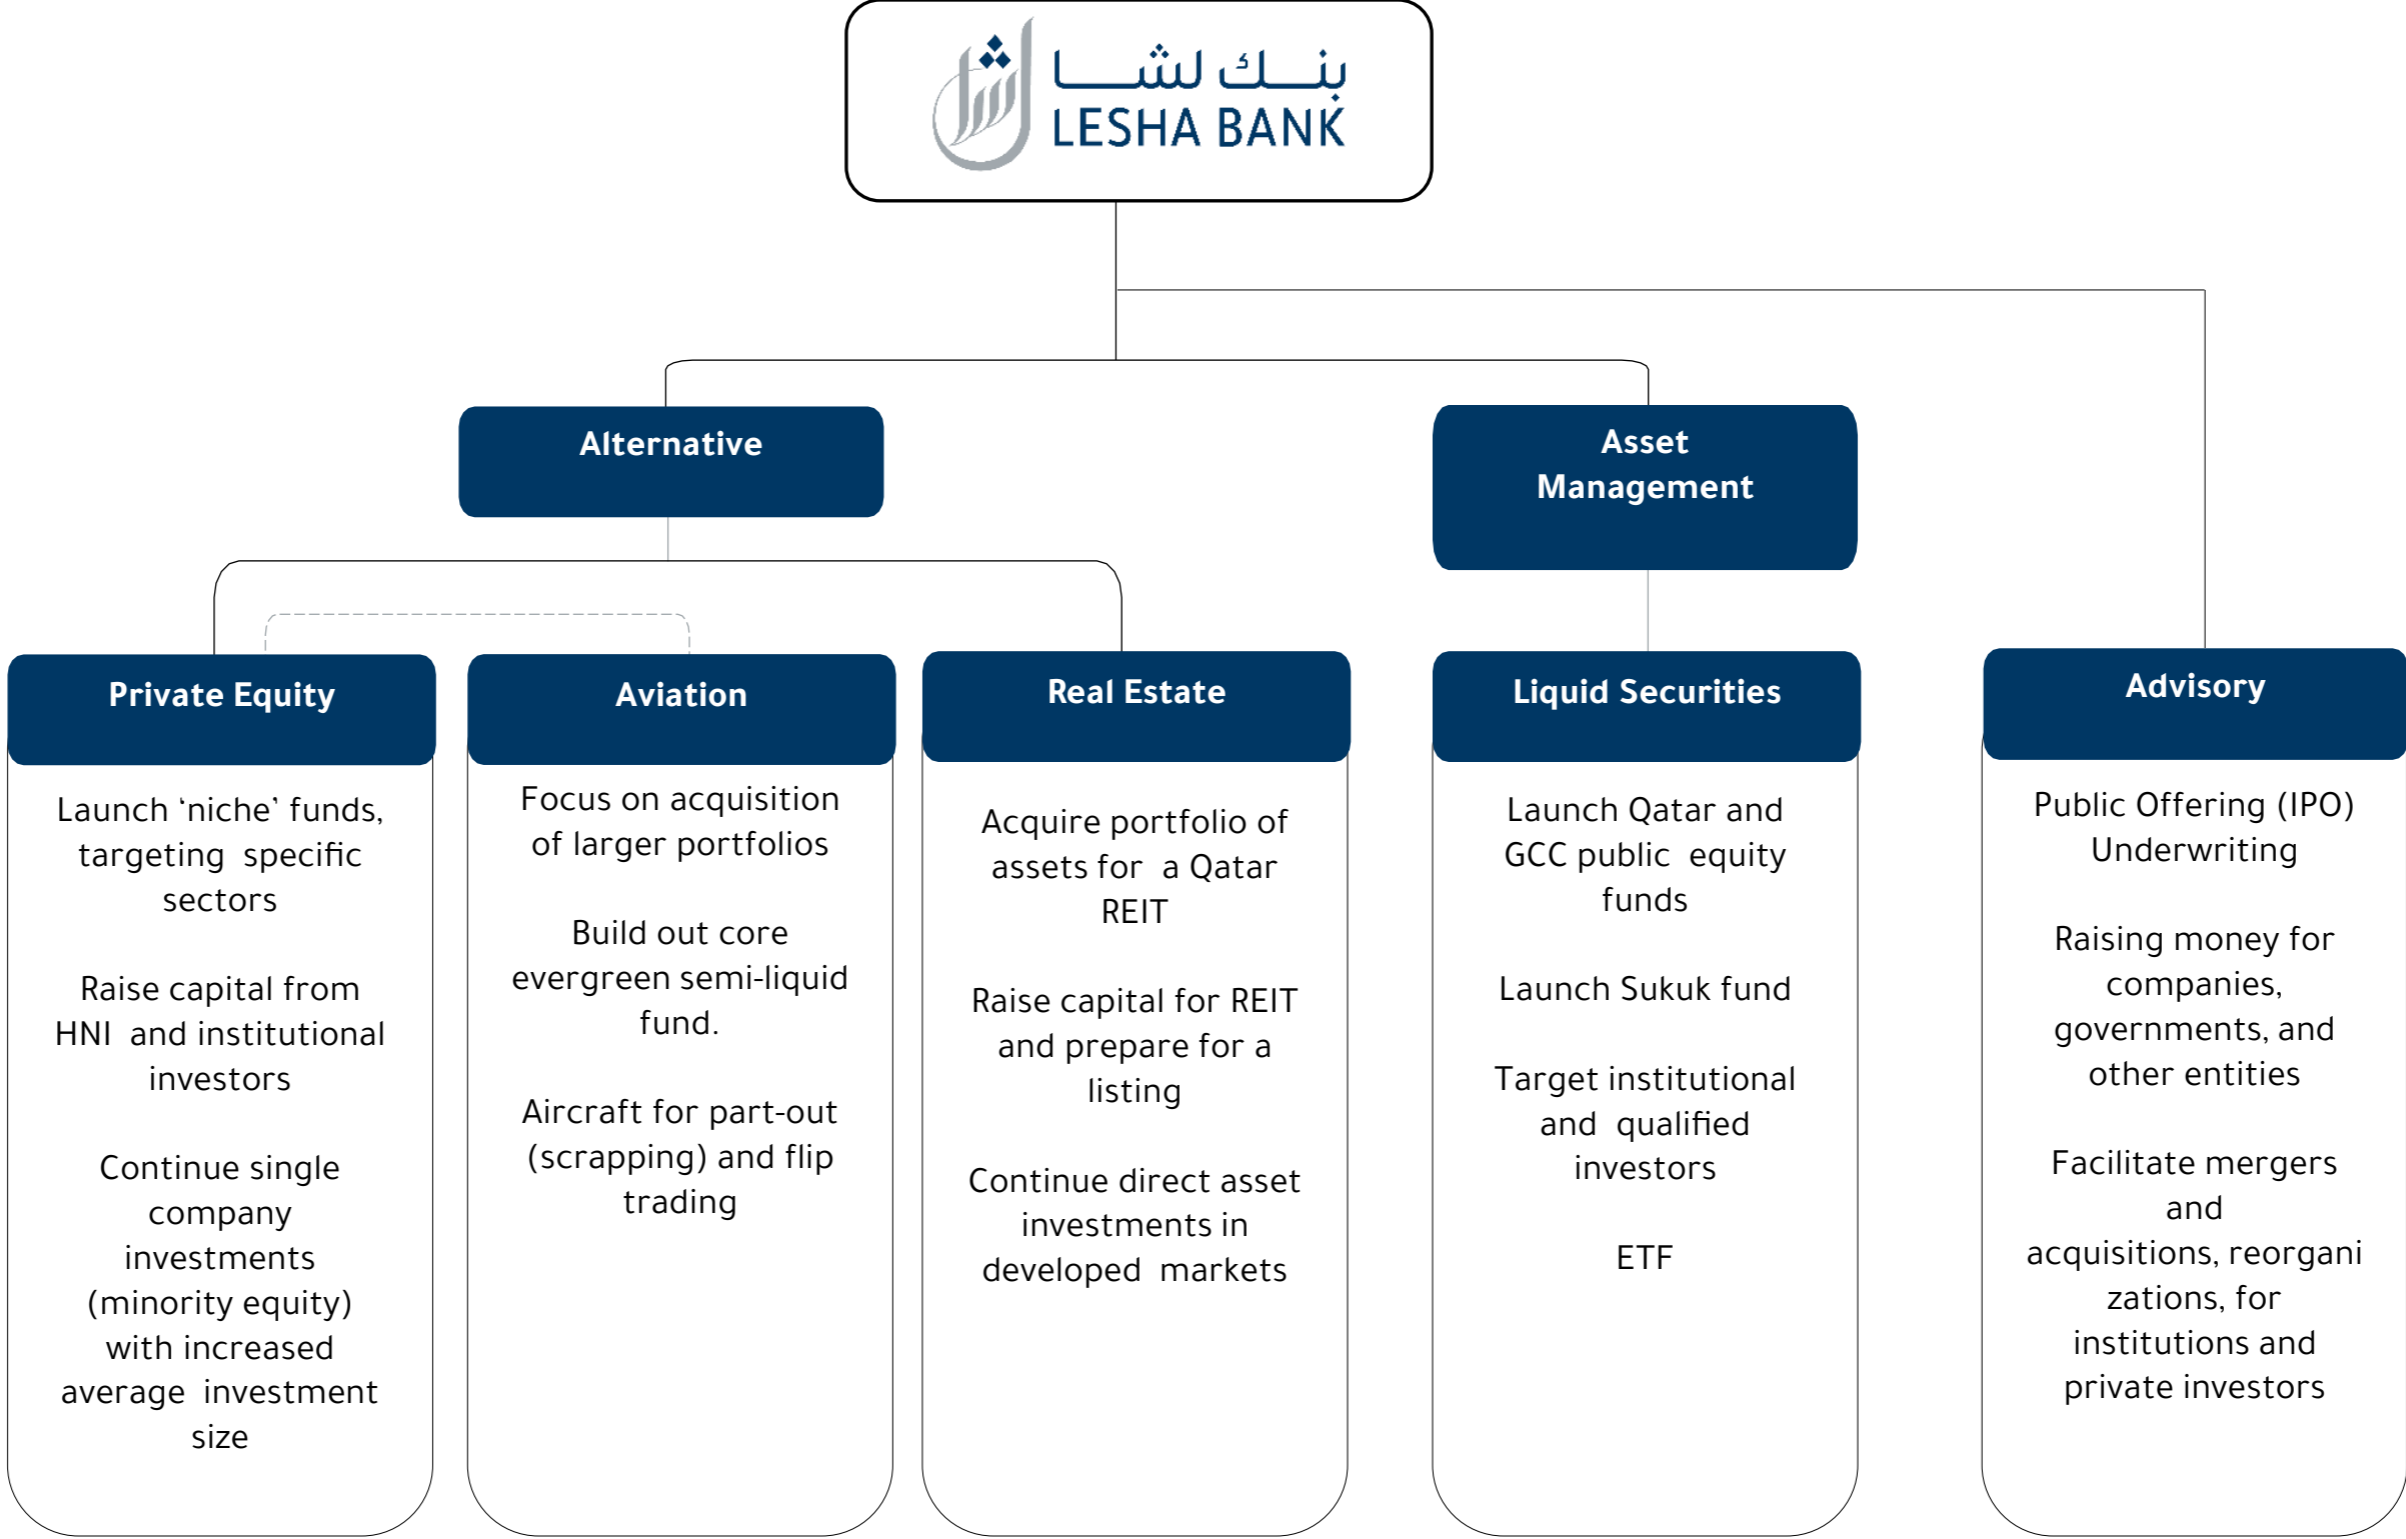 بنك لشا
LESHA BANK
Alternative
Asset
Management
Private Equity
Launch ‘niche’ funds,
targeting specific
sectors
Raise capital from
HNI and institutional
investors
Continue single
company
investments
(minority equity)
with increased
average investment
size
Aviation
Focus on acquisition
of larger portfolios
Build out core
evergreen semi-liquid
fund.
Aircraft for part-out
(scrapping) and flip
trading
Real Estate
Acquire portfolio of
assets for a Qatar
REIT
Raise capital for REIT
and prepare for a
listing
Continue direct asset
investments in
developed markets
Liquid Securities
Launch Qatar and
GCC public equity
funds
Launch Sukuk fund
Target institutional
and qualified
investors
ETF
Advisory
Public Offering (IPO)
Underwriting
Raising money for
companies,
governments, and
other entities
Facilitate mergers
and
acquisitions, reorgani
zations, for
institutions and
private investors